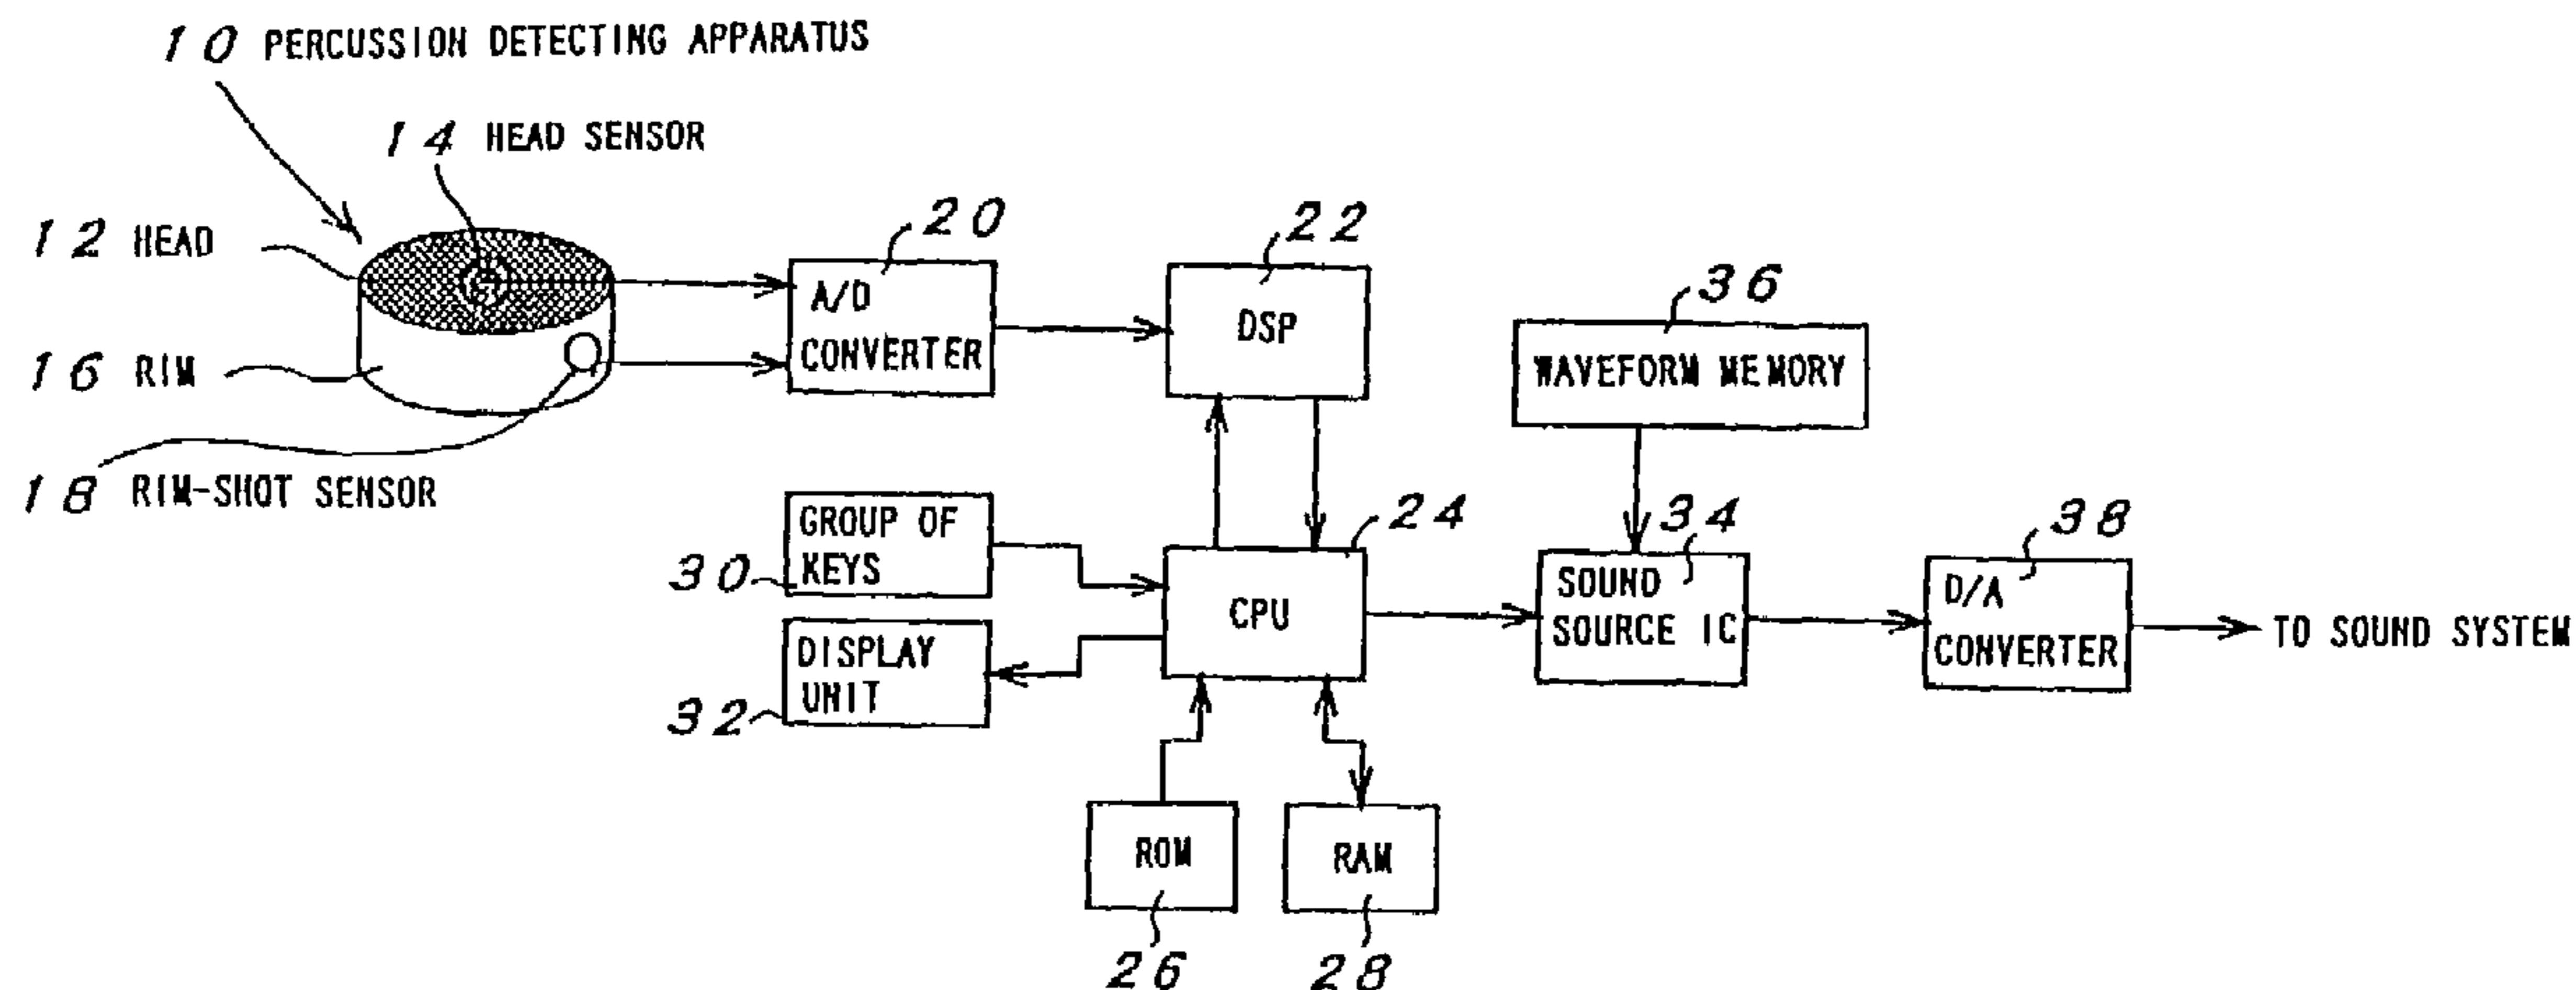 10 PERCUSSION DETECTING APPARATUS
14 HEAD SENSOR
12 HEAD
16 RIM
18 RIM-SHOT SENSOR
20
A/D
CONVERTER
22
DSP
36
WAVEFORM MEMORY
30
GROUP OF
KEYS
32
DISPLAY
UNIT
24
CPU
34
SOUND
SOURCE IC
38
D/A
CONVERTER
TO SOUND SYSTEM
ROM
26
RAM
28